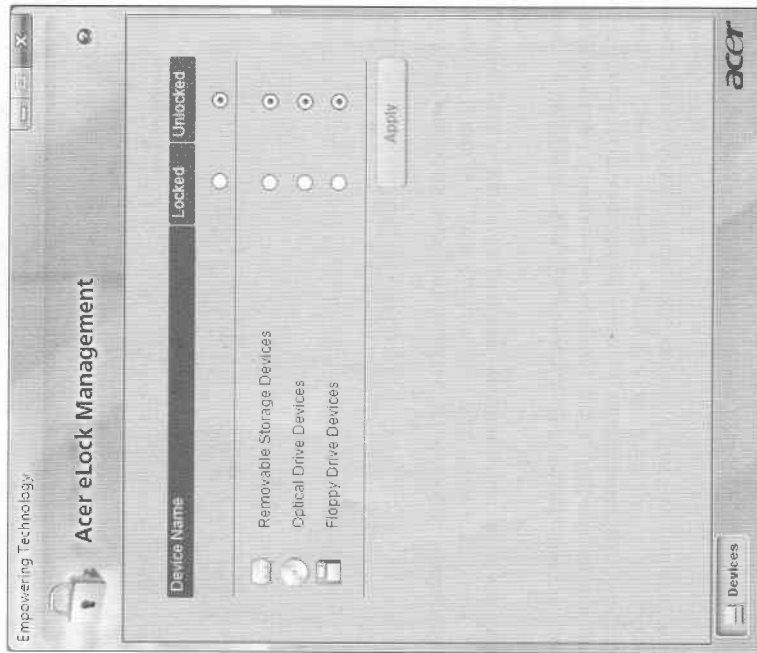 Empowering Technology
Acer eLock Management
Device Name Locked Unlocked
Removable Storage Devices
Optical Drive Devices
Floppy Drive Devices
Apply
Devices
acer